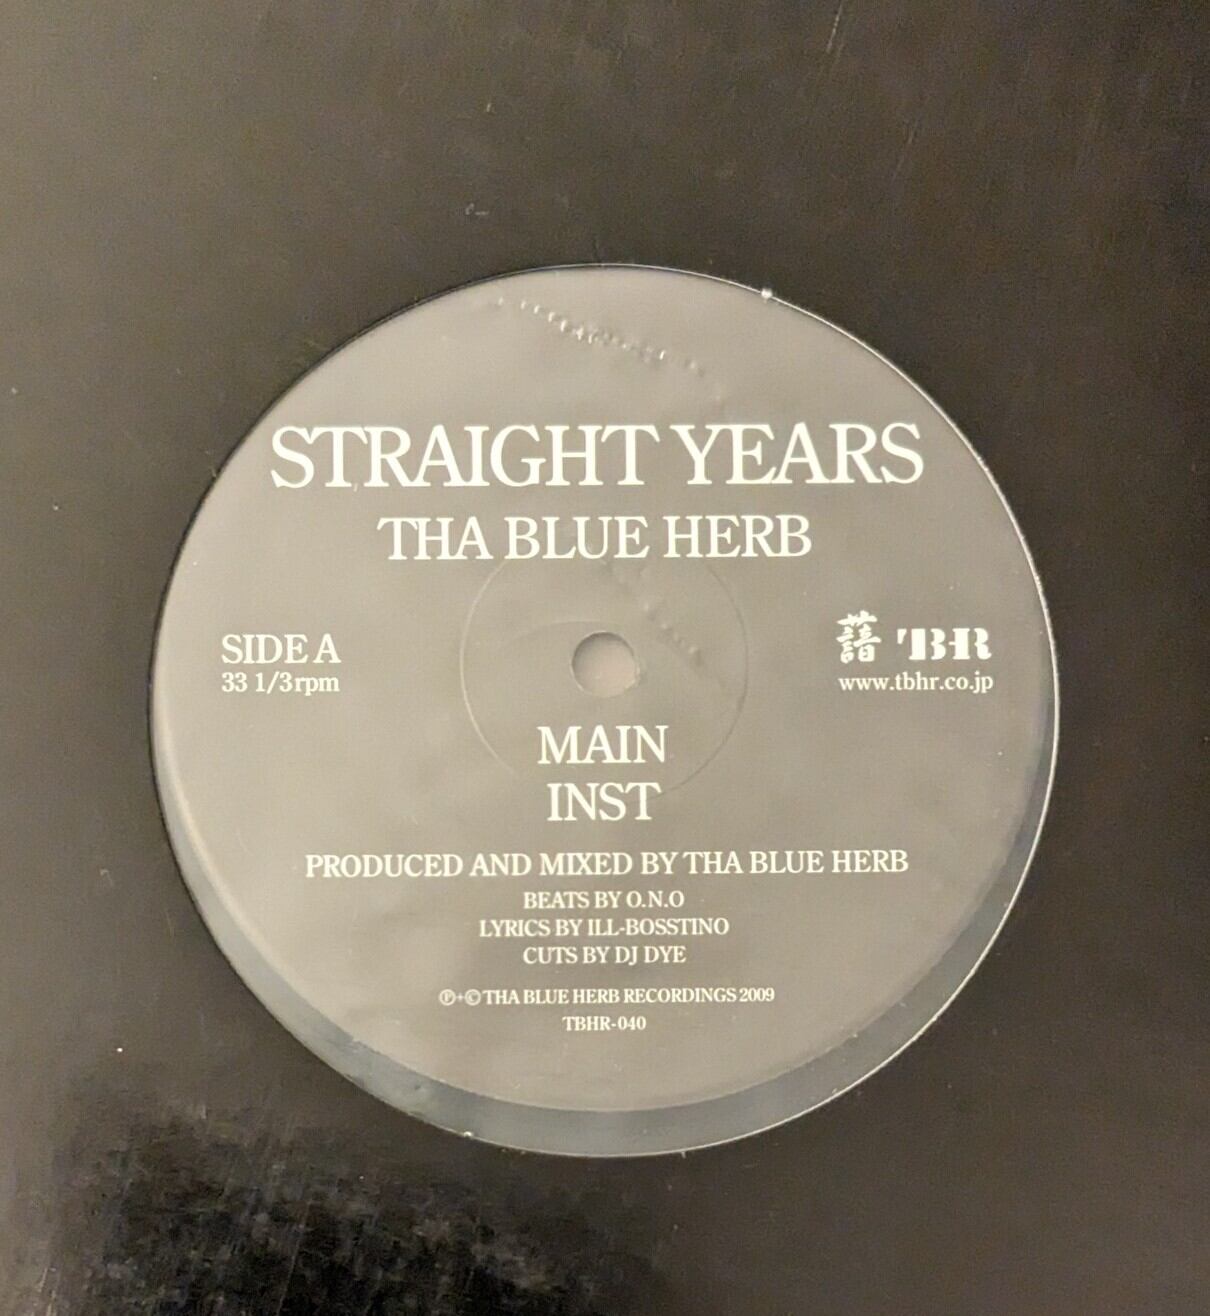 STRAIGHT YEARS
THA BLUE HERB
SIDE A
33 1/3rpm
TBHR
www.tbhr.co.jp
MAIN
INST
PRODUCED AND MIXED BY THA BLUE HERB
BEATS BY O.N.O
LYRICS BY ILL-BOSSTINO
CUTS BY DJ DYE
℗+© THA BLUE HERB RECORDINGS 2009
TBHR-040